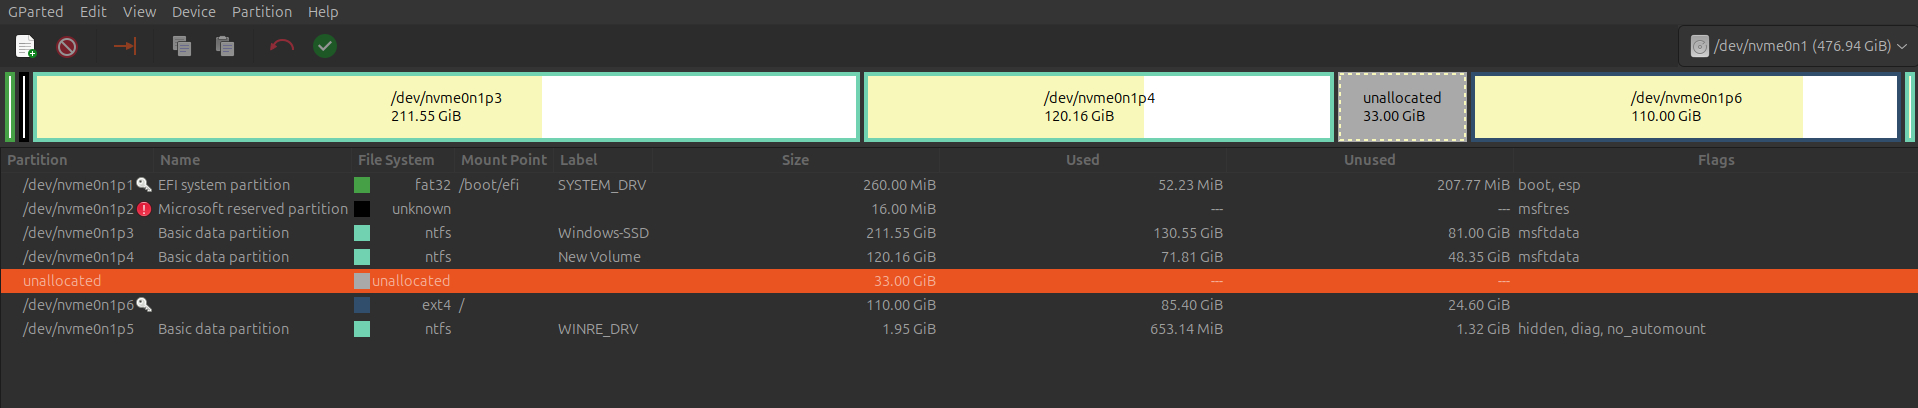 GParted Edit View Device Partition Help
/dev/nvme0n1 (476.94 GiB)
/dev/nvme0n1p3
211.55 GiB
/dev/nvme0n1p4
120.16 GiB
unallocated
33.00 GiB
/dev/nvme0n1p6
110.00 GiB
Partition Name File System Mount Point Label Size Used Unused Flags
/dev/nvme0n1p1 EFI system partition fat32 /boot/efi SYSTEM_DRV 260.00 MiB 52.23 MiB 207.77 MiB boot, esp
/dev/nvme0n1p2 Microsoft reserved partition unknown 16.00 MiB --- --- msftres
/dev/nvme0n1p3 Basic data partition ntfs Windows-SSD 211.55 GiB 130.55 GiB 81.00 GiB msftdata
/dev/nvme0n1p4 Basic data partition ntfs New Volume 120.16 GiB 71.81 GiB 48.35 GiB msftdata
unallocated unallocated 33.00 GiB --- ---
/dev/nvme0n1p6 ext4 / 110.00 GiB 85.40 GiB 24.60 GiB
/dev/nvme0n1p5 Basic data partition ntfs WINRE_DRV 1.95 GiB 653.14 MiB 1.32 GiB hidden, diag, no_automount